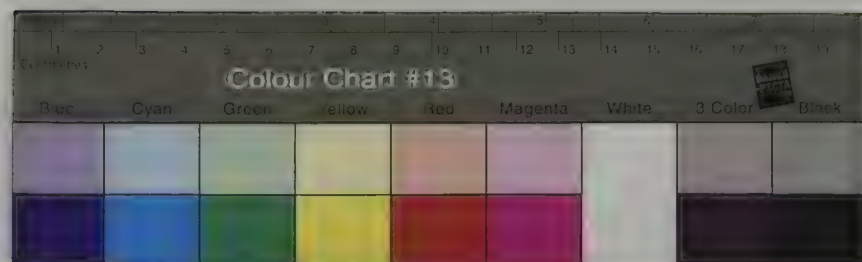 1 2 3 4 5 6 7 8 9 10 11 12 13 14 15 16 17 18 19
Centimetres
Colour Chart #13
Blue Cyan Green Yellow Red Magenta White 3 Color Black